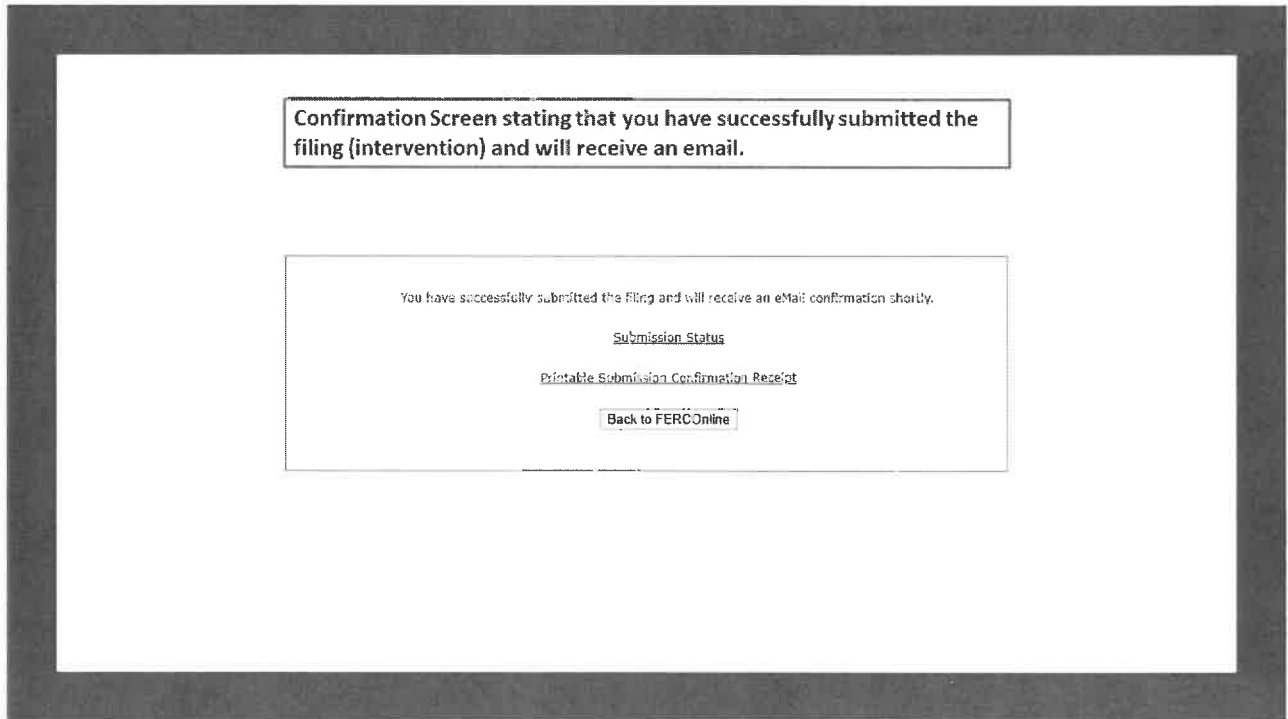 Confirmation Screen stating that you have successfully submitted the
filing (intervention) and will receive an email.
You have successfully submitted the filing and will receive an eMail confirmation shortly.
Submission Status
Printable Submission Confirmation Receipt
Back to FERCOnline